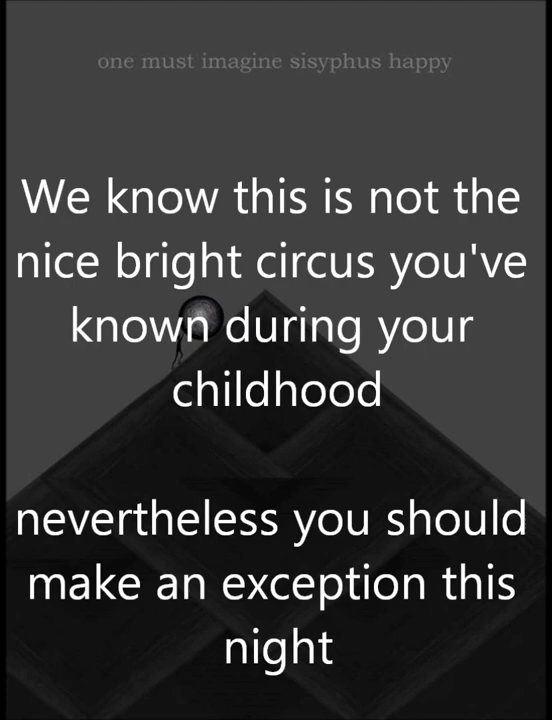 one must imagine sisyphus happy
We know this is not the
nice bright circus you've
known during your
childhood
nevertheless you should
make an exception this
night